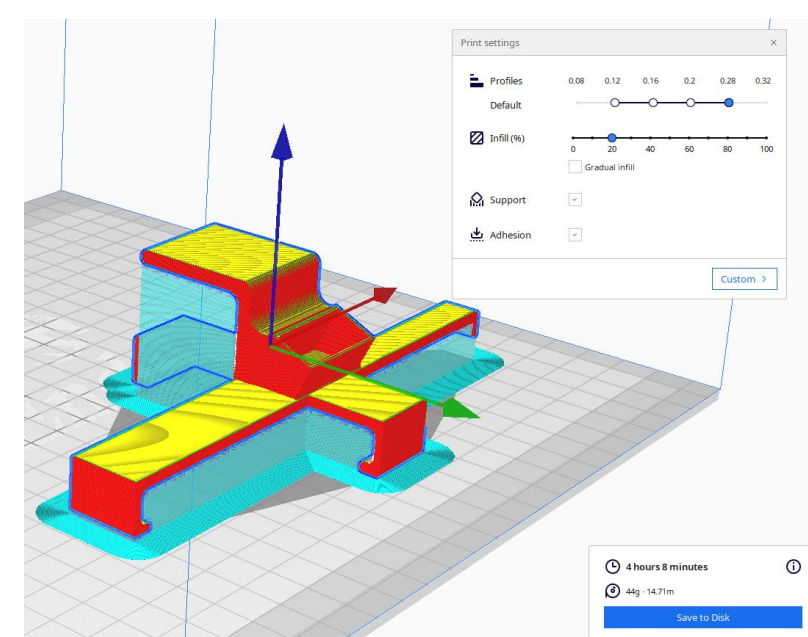 Print settings
Profiles 0.08 0.12 0.16 0.2 0.28 0.32
Default
Infill (%)
0 20 40 60 80 100
Gradual infill
Support
Adhesion
Custom
4 hours 8 minutes
44g · 14.71m
Save to Disk